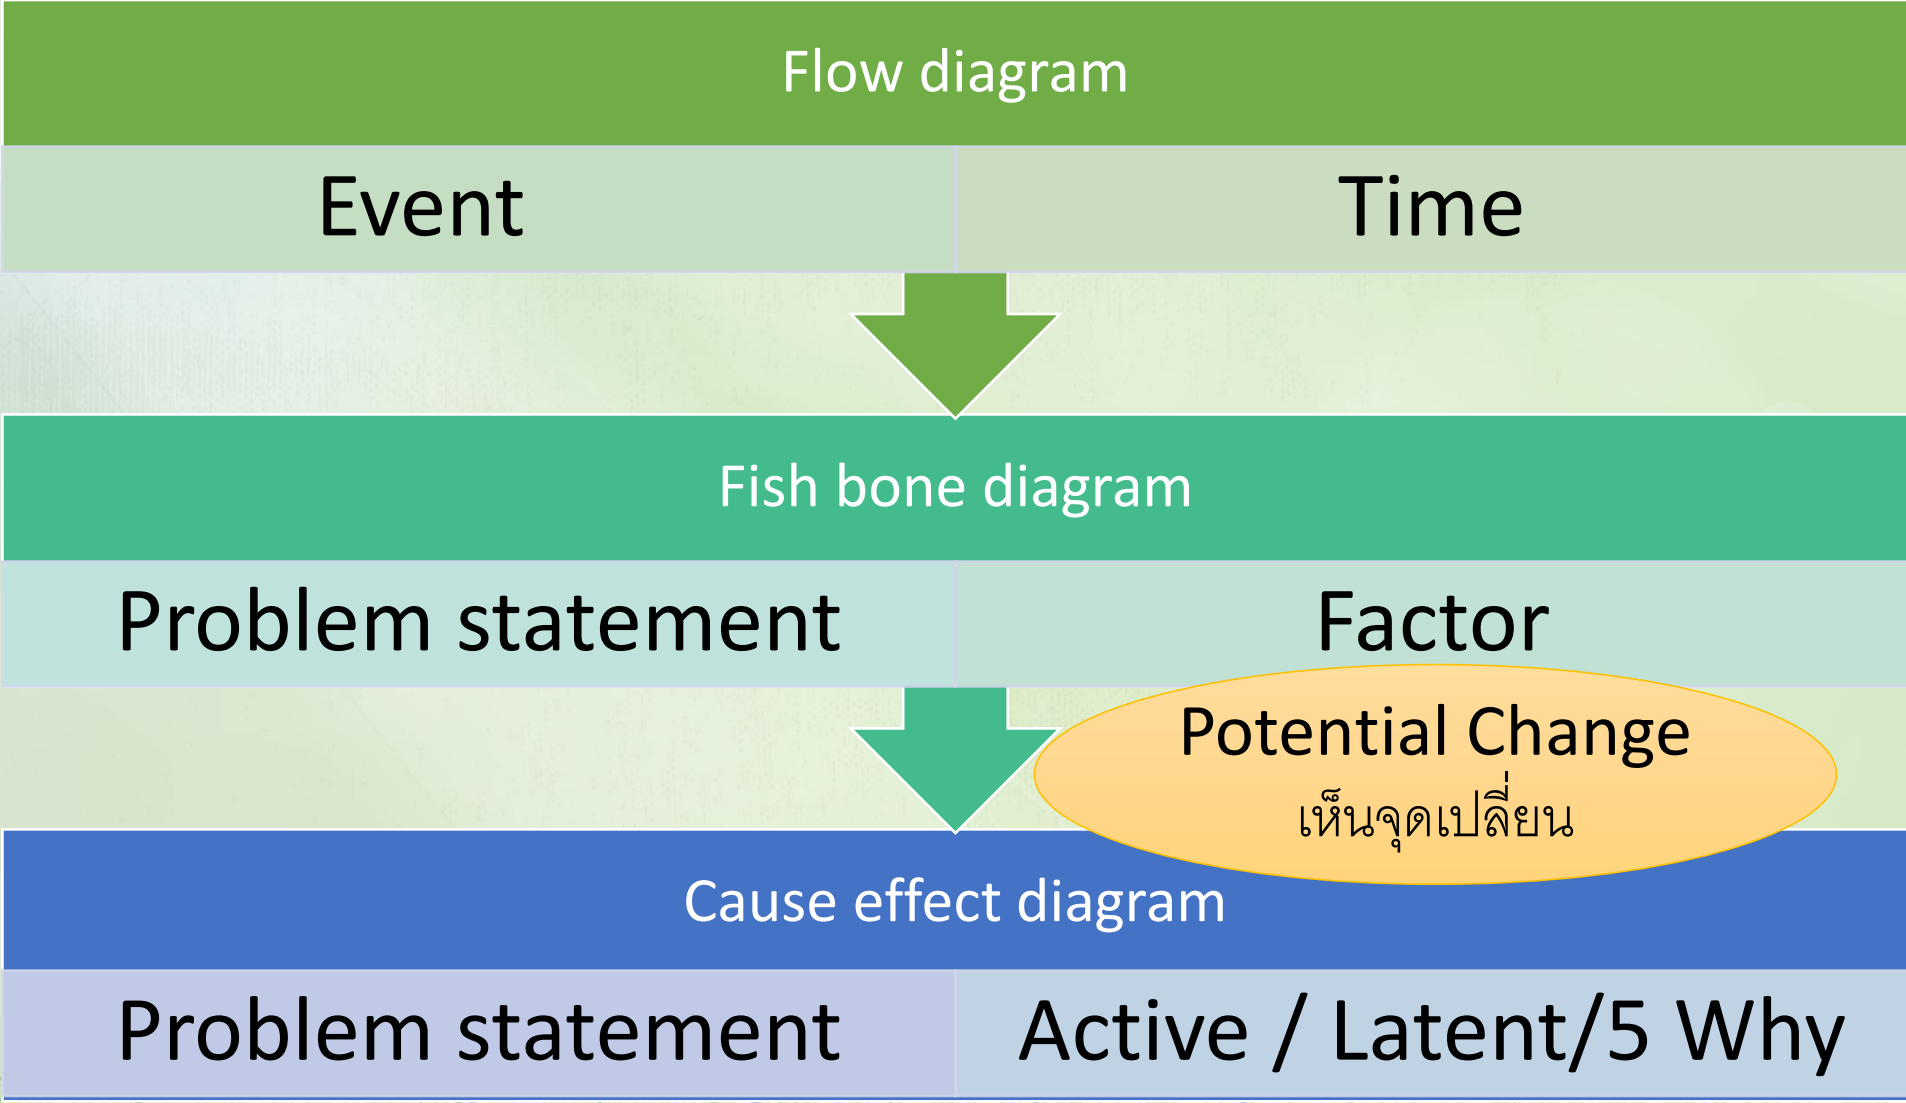 Flow diagram
Event
Time
Fish bone diagram
Problem statement
Factor
Potential Change
เห็นจุดเปลี่ยน
Cause effect diagram
Problem statement
Active / Latent/5 Why